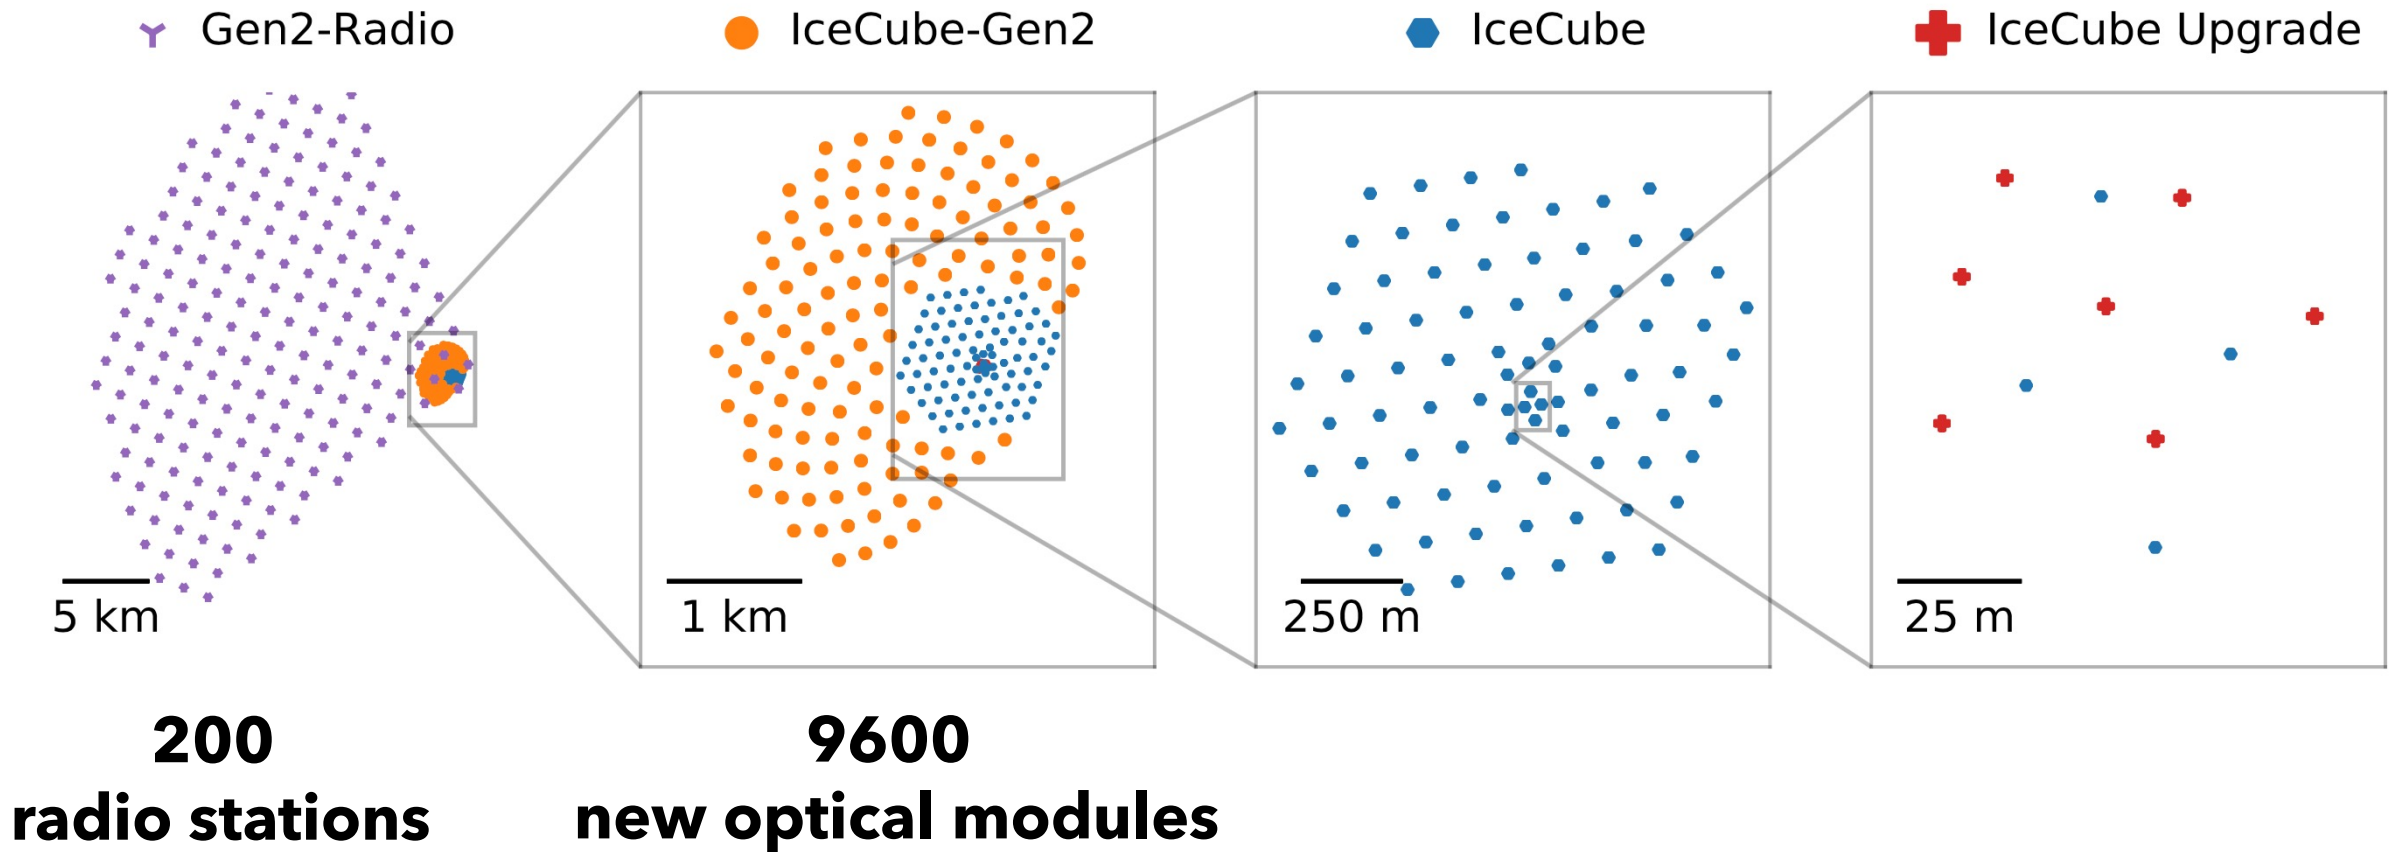 Gen2-Radio
IceCube-Gen2
IceCube
IceCube Upgrade
5 km
1 km
250 m
25 m
200
radio stations
9600
new optical modules